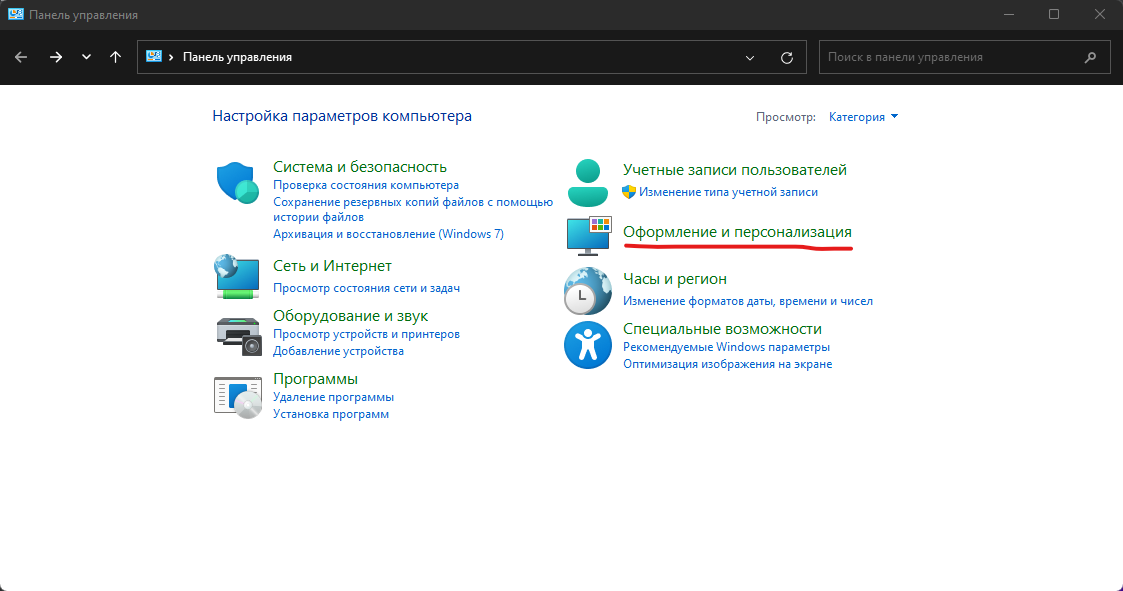 Панель управления
Панель управления
Поиск в панели управления
Настройка параметров компьютера
Просмотр: Категория
Система и безопасность
Проверка состояния компьютера
Сохранение резервных копий файлов с помощью
истории файлов
Архивация и восстановление (Windows 7)
Сеть и Интернет
Просмотр состояния сети и задач
Оборудование и звук
Просмотр устройств и принтеров
Добавление устройства
Программы
Удаление программы
Установка программ
Учетные записи пользователей
Изменение типа учетной записи
Оформление и персонализация
Часы и регион
Изменение форматов даты, времени и чисел
Специальные возможности
Рекомендуемые Windows параметры
Оптимизация изображения на экране